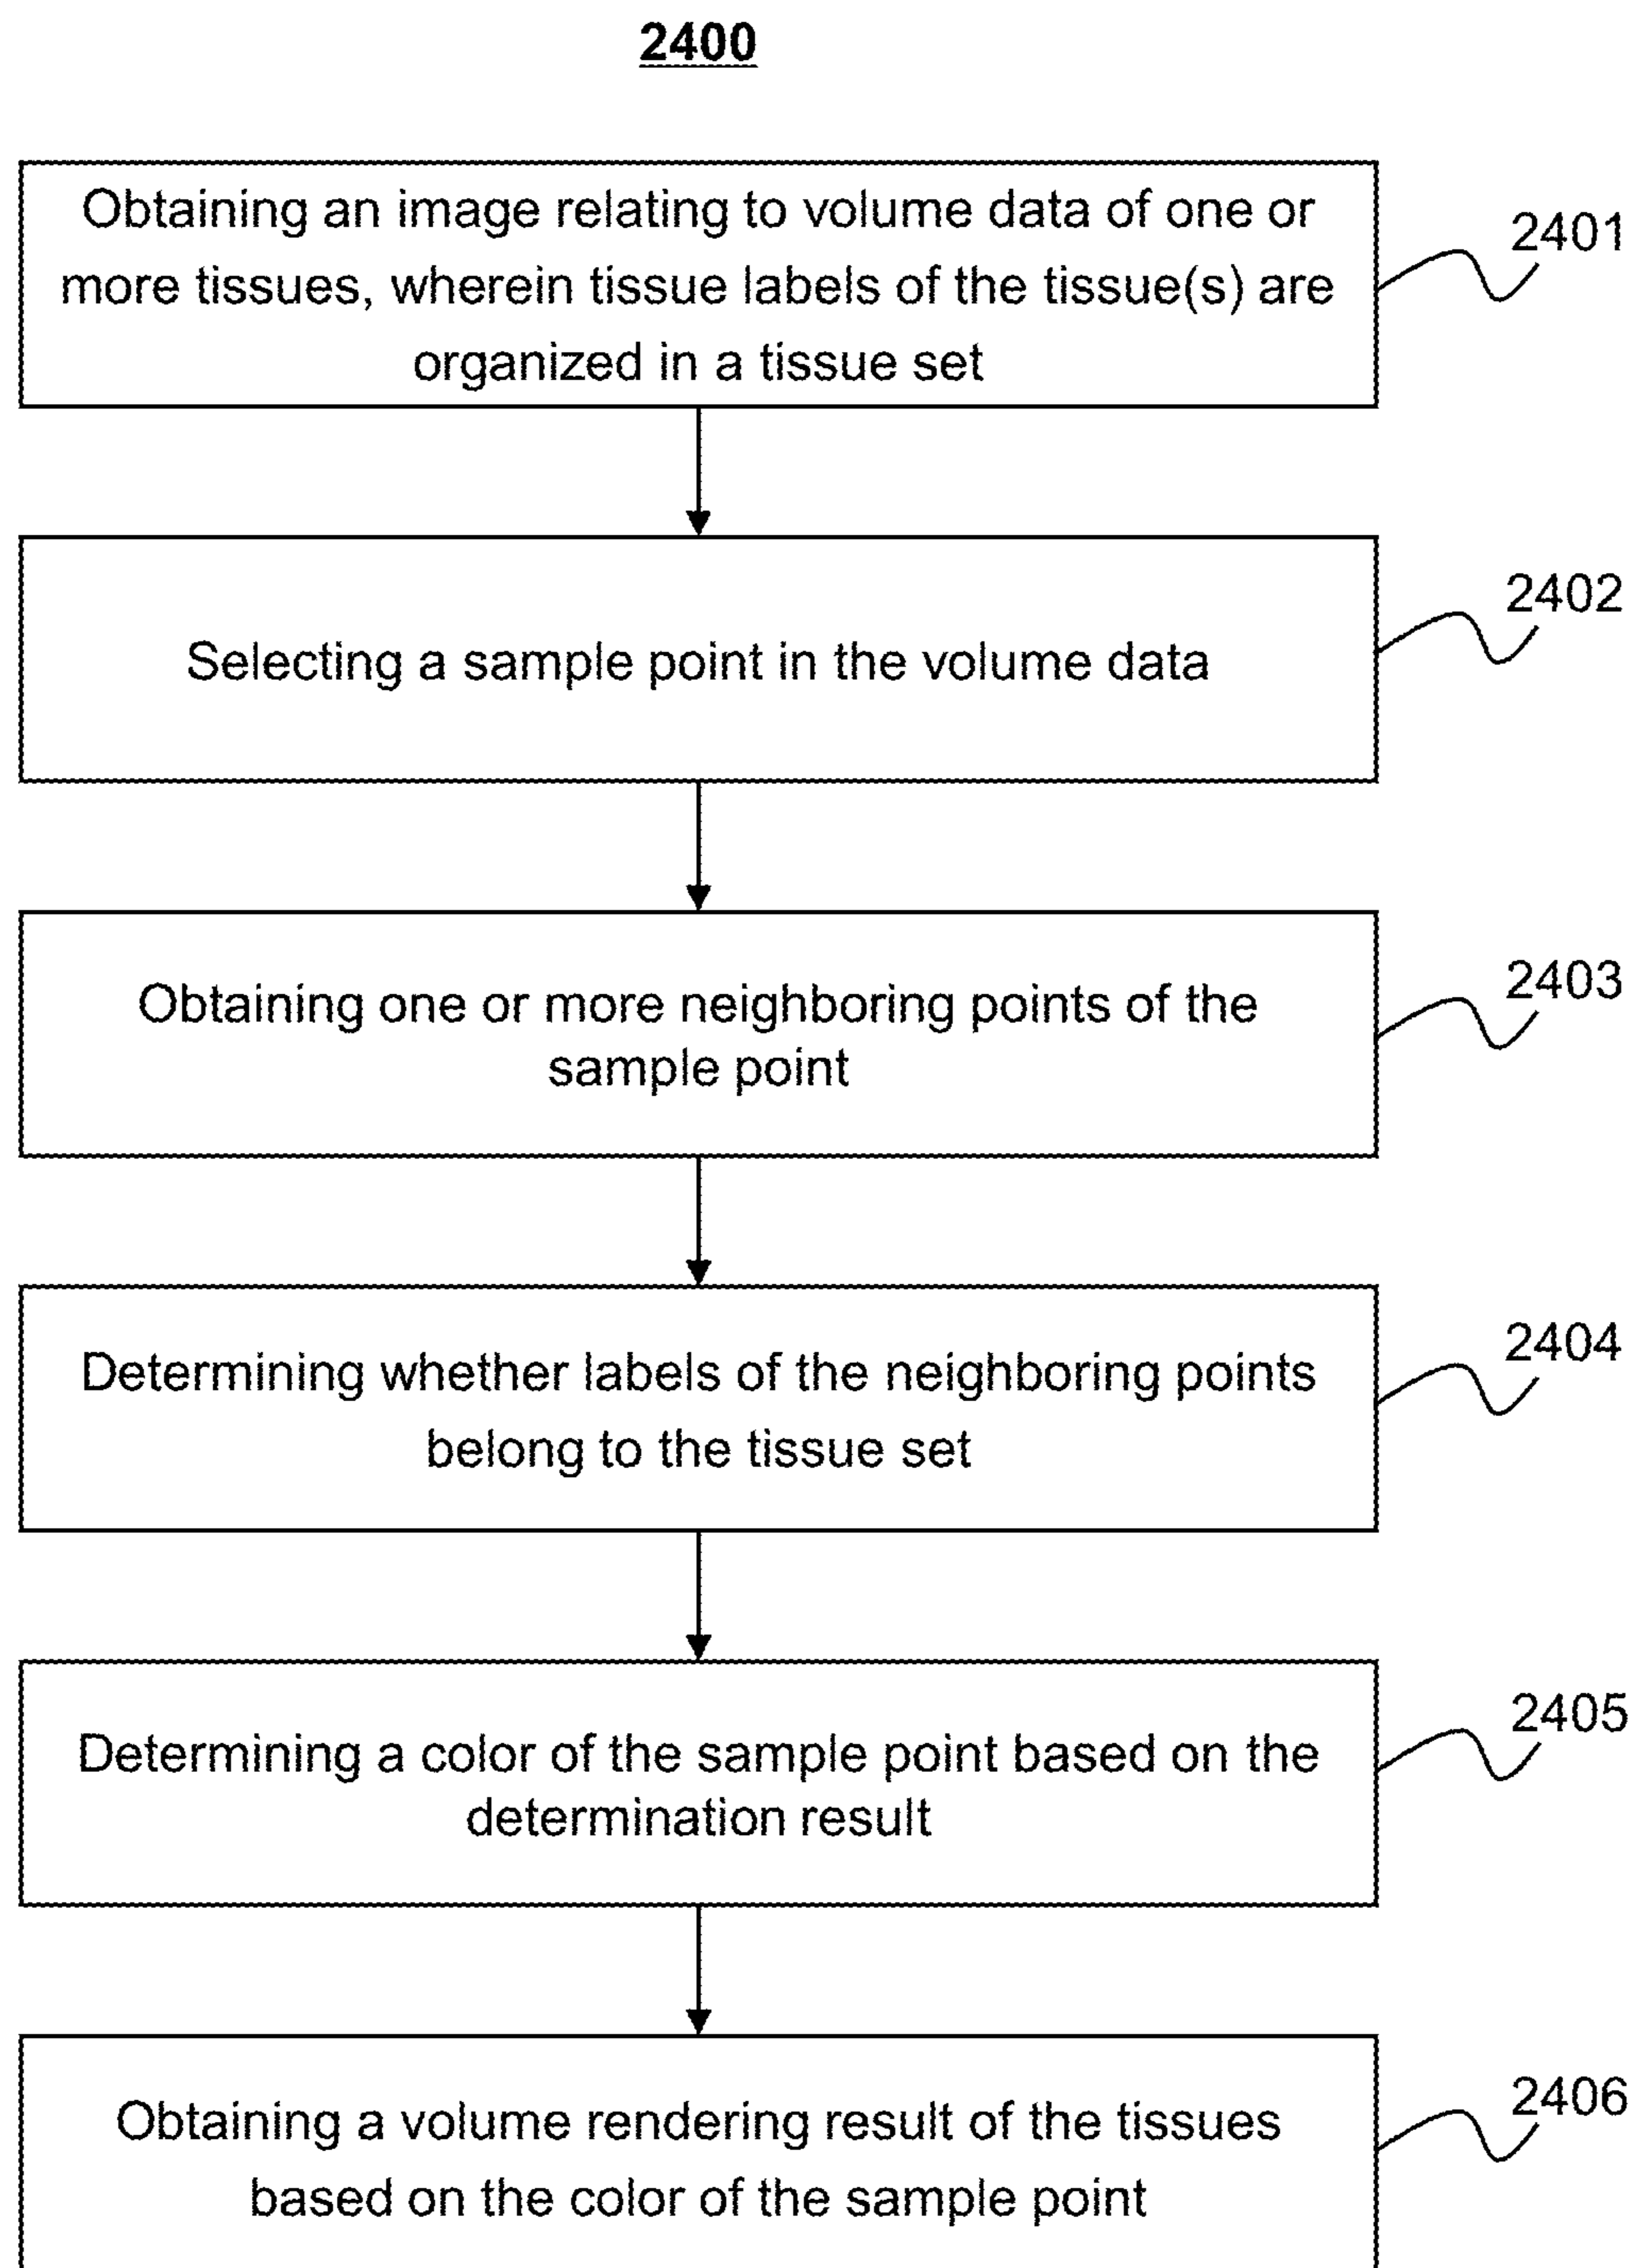 2400
Obtaining an image relating to volume data of one or
more tissues, wherein tissue labels of the tissue(s) are
organized in a tissue set
2401
Selecting a sample point in the volume data
2402
Obtaining one or more neighboring points of the
sample point
2403
Determining whether labels of the neighboring points
belong to the tissue set
2404
Determining a color of the sample point based on the
determination result
2405
Obtaining a volume rendering result of the tissues
based on the color of the sample point
2406